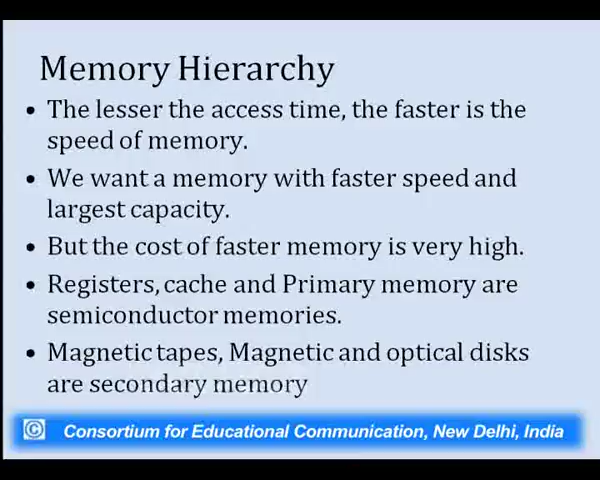 Memory Hierarchy
• The lesser the access time, the faster is the
speed of memory.
• We want a memory with faster speed and
largest capacity.
• But the cost of faster memory is very high.
• Registers, cache and Primary memory are
semiconductor memories.
• Magnetic tapes, Magnetic and optical disks
are secondary memory
© Consortium for Educational Communication, New Delhi, India